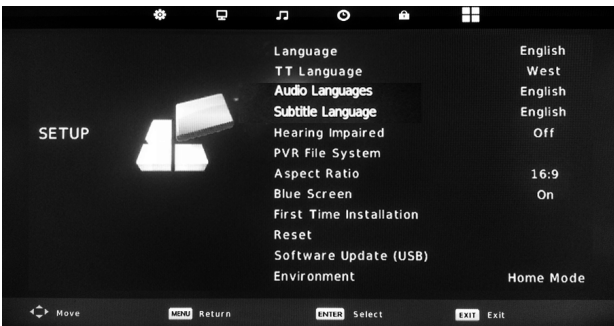 Language English
TT Language West
Audio Languages English
Subtitle Language English
SETUP
Hearing Impaired Off
PVR File System
Aspect Ratio 16:9
Blue Screen On
First Time Installation
Reset
Software Update (USB)
Environment Home Mode
Move MENU Return ENTER Select EXIT Exit